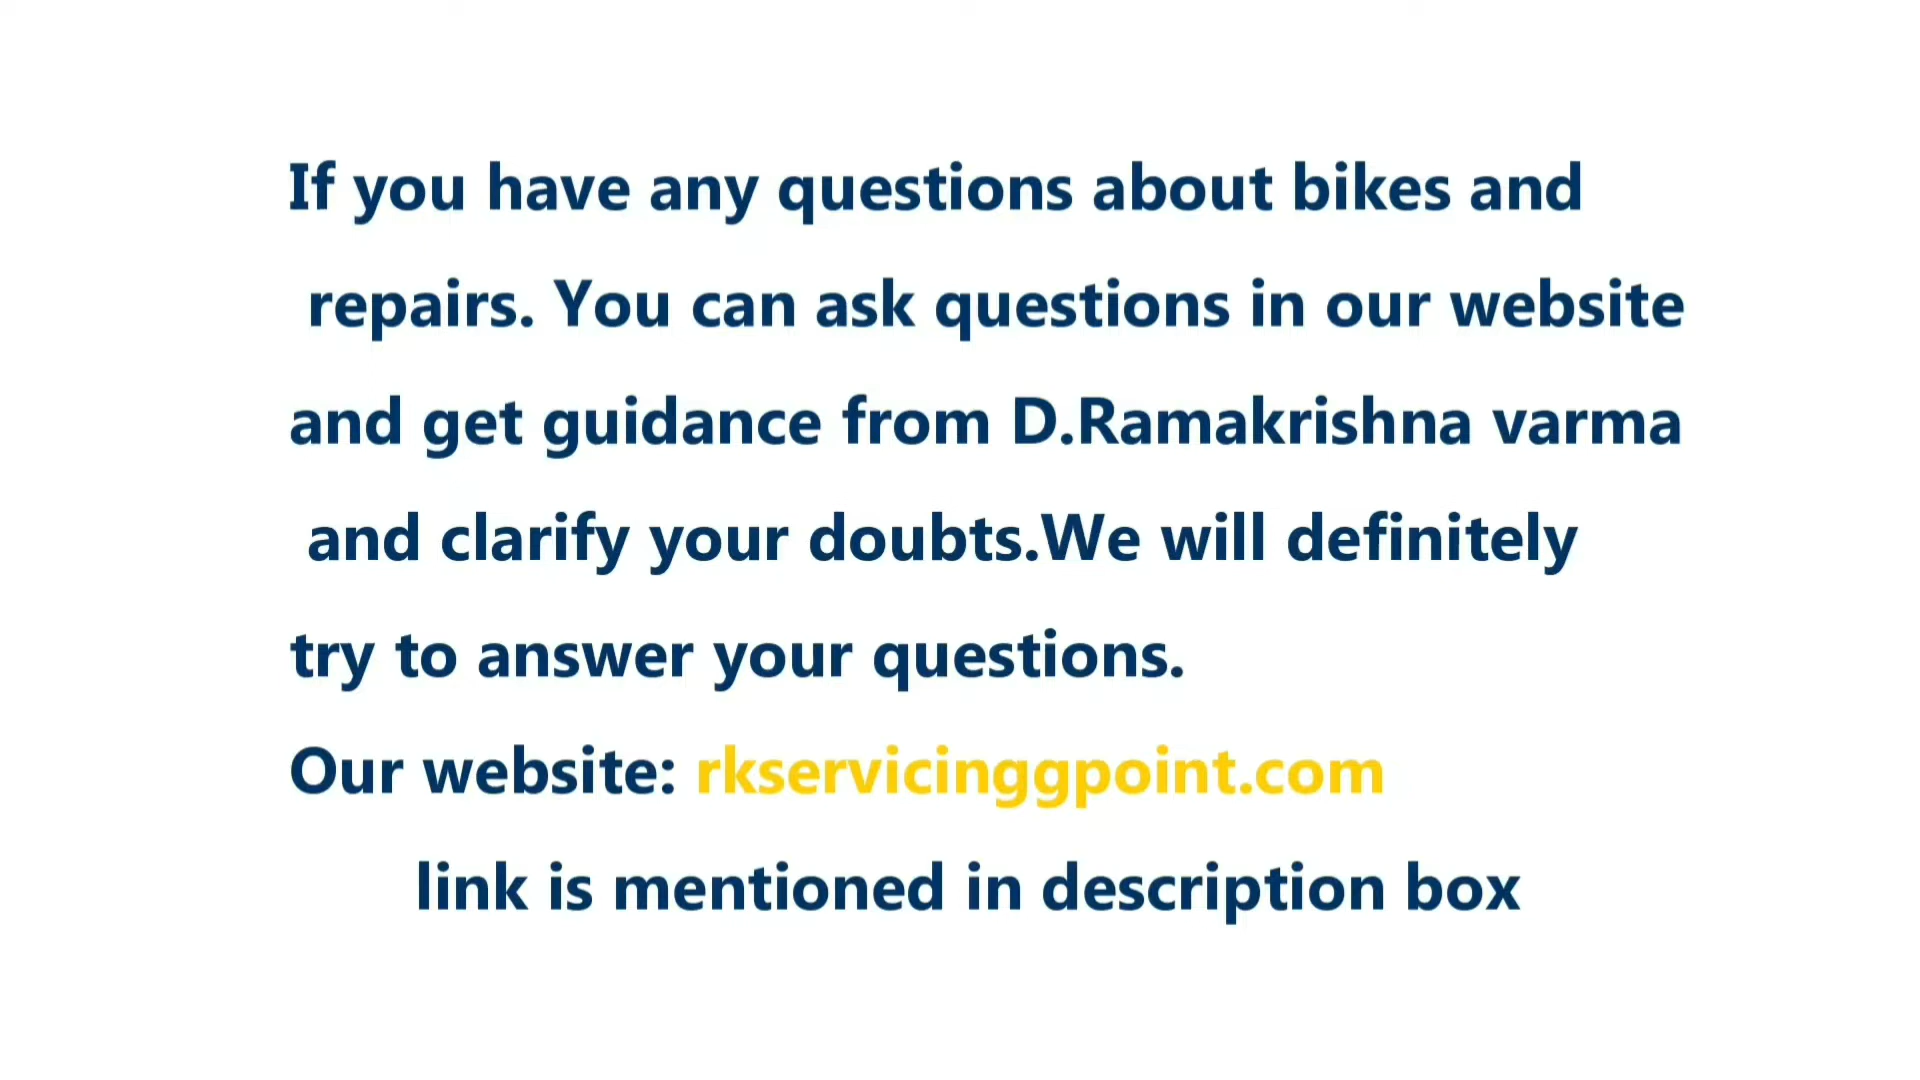 If you have any questions about bikes and
repairs. You can ask questions in our website
and get guidance from D.Ramakrishna varma
and clarify your doubts.We will definitely
try to answer your questions.
Our website: rkservicinggpoint.com
link is mentioned in description box